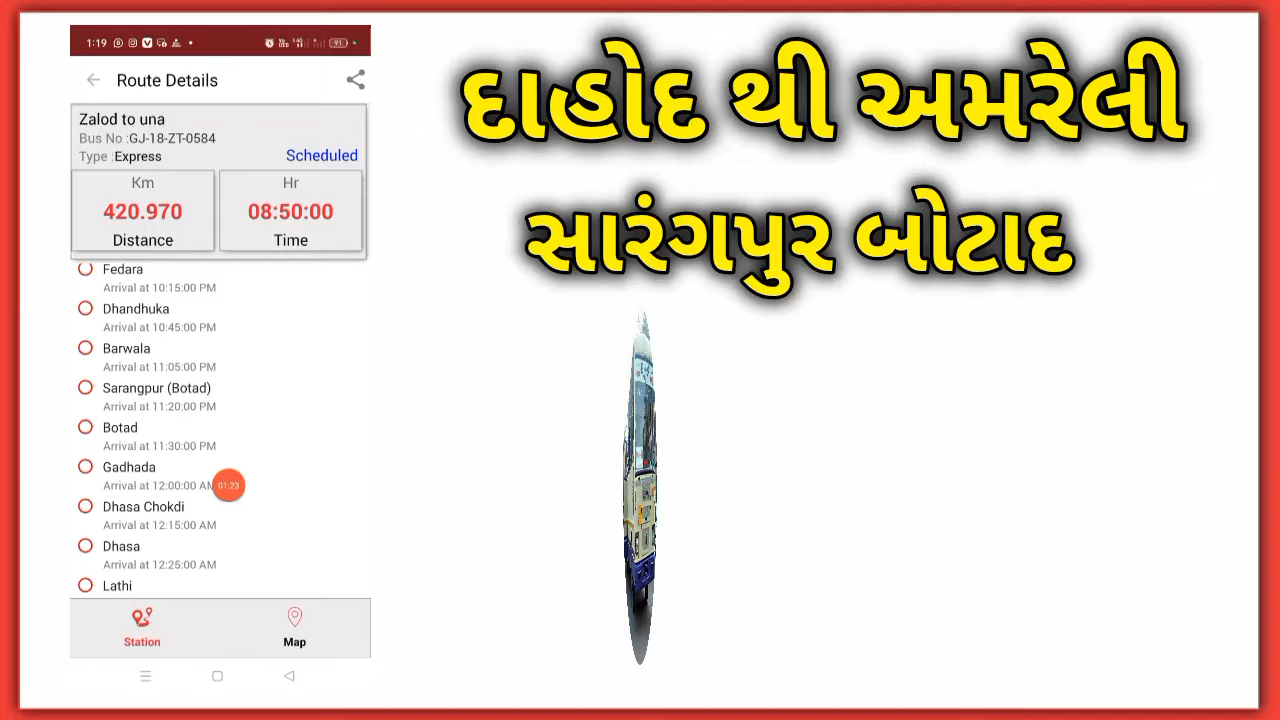 1:19
91
Route Details
Zalod to una
Bus No :GJ-18-ZT-0584
Type :Express
Scheduled
Km
420.970
Distance
Hr
08:50:00
Time
Fedara
Arrival at 10:15:00 PM
Dhandhuka
Arrival at 10:45:00 PM
Barwala
Arrival at 11:05:00 PM
Sarangpur (Botad)
Arrival at 11:20:00 PM
Botad
Arrival at 11:30:00 PM
Gadhada
Arrival at 12:00:00 AM
01:23
Dhasa Chokdi
Arrival at 12:15:00 AM
Dhasa
Arrival at 12:25:00 AM
Lathi
Station
Map
દાહોદ થી અમરેલી
સારંગપુર બોટાદ